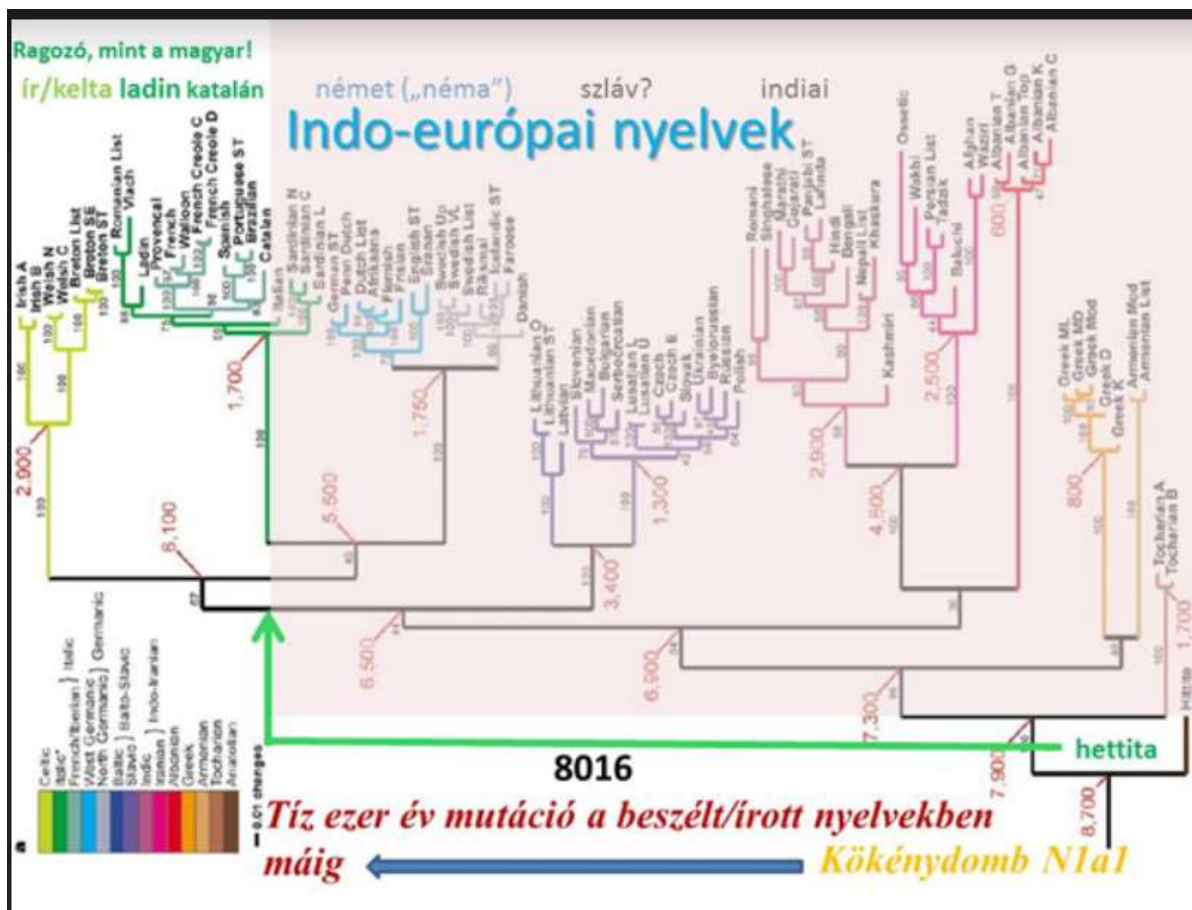 Ragozó, mint a magyar!
ír/kelta ladin katalán
német („néma”)
szláv?
indiai
Indo-európai nyelvek
Irish A
Irish B
Welsh N
Welsh C
Breton List
Breton SE
Breton ST
Romanian List
Vlach
Ladin
Provencal
French
Walloon
French Creole C
French Creole D
Spanish
Portuguese ST
Brazilian
Catalan
Italian
Sardinian N
Sardinian C
Sardinian L
German ST
Penn Dutch
Dutch List
Afrikaans
Flemish
Frisian
English ST
Swedish Up
Swedish VL
Swedish List
Riksmal
Icelandic ST
Faroese
Danish
Lithuanian O
Lithuanian ST
Latvian
Slovenian
Macedonian
Bulgarian
Serbocroatian
Lusatian L
Lusatian U
Czech
Czech E
Slovak
Ukrainian
Byelorussian
Russian
Polish
Romani
Singhalese
Marathi
Gujarati
Panjabi ST
Lahnda
Hindi
Bengali
Nepali List
Khaskura
Kashmiri
Ossetic
Wakhi
Persian List
Tadzik
Baluchi
Afghan
Waziri
Albanian T
Albanian G
Albanian Top
Albanian K
Albanian C
Greek ML
Greek MD
Greek Mod
Greek D
Greek K
Armenian Mod
Armenian List
Tocharian A
Tocharian B
Hittite
2,900
1,700
1,750
6,100
5,500
1,300
3,400
2,900
2,500
4,600
600
800
1,700
6,500
6,900
7,300
7,900
8,700
hettita
8016
Celtic
Italic
French/Iberian } Italic
West Germanic
North Germanic } Germanic
Baltic
Slavic } Balto-Slavic
Indic
Iranian } Indo-Iranian
Albanian
Greek
Armenian
Tocharian
Anatolian
0.01 changes
a
Tíz ezer év mutáció a beszélt/írott nyelvekben
máig
Kökénydomb N1a1